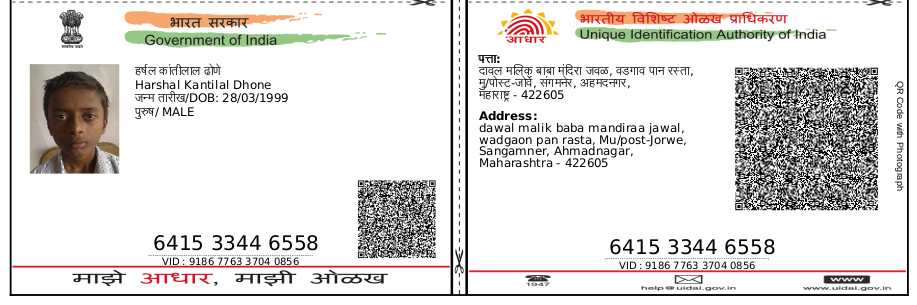 भारत सरकार
Government of India
हर्षल कांतीलाल ढोणे
Harshal Kantilal Dhone
जन्म तारीख/DOB: 28/03/1999
पुरुष/ MALE
6415 3344 6558
VID : 9186 7763 3704 0856
माझे आधार, माझी ओळख
भारतीय विशिष्ट ओळख प्राधिकरण
Unique Identification Authority of India
आधार
पत्ता:
दावल मलिक बाबा मंदिरा जवळ, वडगाव पान रस्ता,
मु/पोस्ट-जोर्वे, संगमनेर, अहमदनगर,
महाराष्ट्र - 422605
Address:
dawal malik baba mandiraa jawal,
wadgaon pan rasta, Mu/post-Jorwe,
Sangamner, Ahmadnagar,
Maharashtra - 422605
QR Code with Photograph
6415 3344 6558
VID : 9186 7763 3704 0856
1947
help@uidai.gov.in
www
www.uidai.gov.in